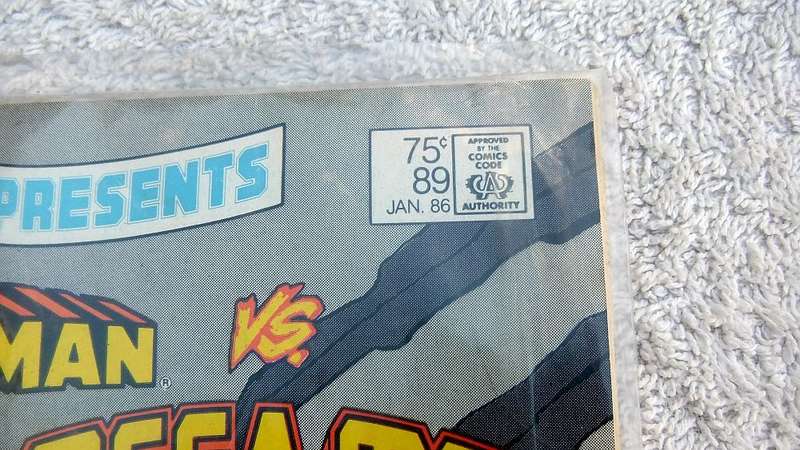 PRESENTS
75¢
89
JAN. 86
APPROVED
BY THE
COMICS
CODE
CA
AUTHORITY
MAN®
VS.